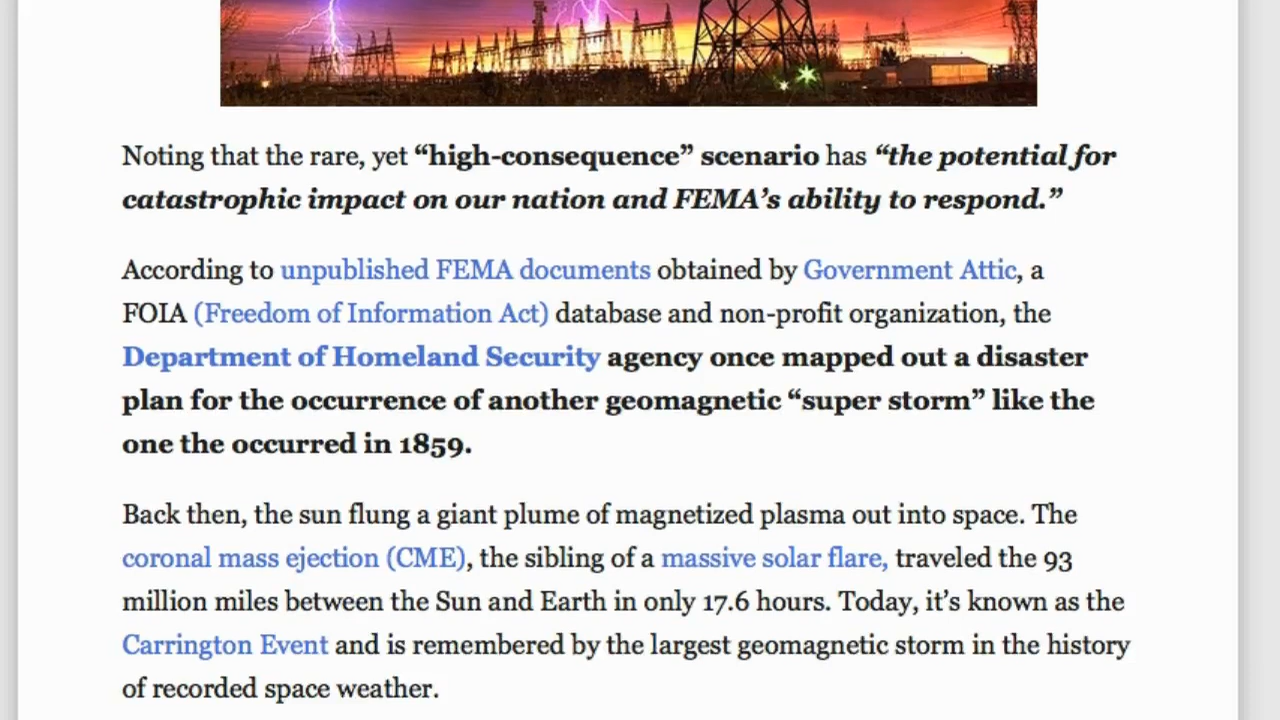 Noting that the rare, yet “high-consequence” scenario has “the potential for
catastrophic impact on our nation and FEMA’s ability to respond.”
According to unpublished FEMA documents obtained by Government Attic, a
FOIA (Freedom of Information Act) database and non-profit organization, the
Department of Homeland Security agency once mapped out a disaster
plan for the occurrence of another geomagnetic “super storm” like the
one the occurred in 1859.
Back then, the sun flung a giant plume of magnetized plasma out into space. The
coronal mass ejection (CME), the sibling of a massive solar flare, traveled the 93
million miles between the Sun and Earth in only 17.6 hours. Today, it’s known as the
Carrington Event and is remembered by the largest geomagnetic storm in the history
of recorded space weather.